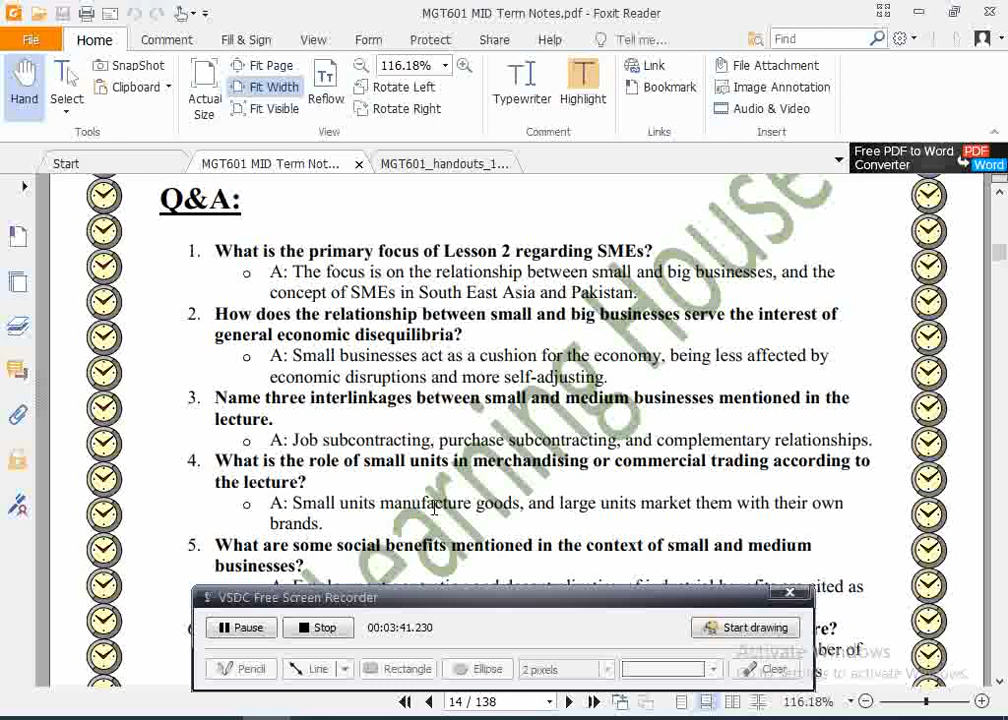 MGT601 MID Term Notes.pdf - Foxit Reader
File Home Comment Fill & Sign View Form Protect Share Help Tell me... Find
Hand
Select
SnapShot
Clipboard
Tools
Actual Size
Fit Page
Fit Width
Fit Visible
Reflow
116.18%
Rotate Left
Rotate Right
View
Typewriter
Highlight
Comment
Link
Bookmark
Links
File Attachment
Image Annotation
Audio & Video
Insert
Start
MGT601 MID Term Not...
MGT601_handouts_1...
Free PDF to Word
Converter
PDF
Word
Q&A:
1. What is the primary focus of Lesson 2 regarding SMEs?
o A: The focus is on the relationship between small and big businesses, and the
concept of SMEs in South East Asia and Pakistan.
2. How does the relationship between small and big businesses serve the interest of
general economic disequilibria?
o A: Small businesses act as a cushion for the economy, being less affected by
economic disruptions and more self-adjusting.
3. Name three interlinkages between small and medium businesses mentioned in the
lecture.
o A: Job subcontracting, purchase subcontracting, and complementary relationships.
4. What is the role of small units in merchandising or commercial trading according to
the lecture?
o A: Small units manufacture goods, and large units market them with their own
brands.
5. What are some social benefits mentioned in the context of small and medium
businesses?
Learning House
VSDC Free Screen Recorder
Pause
Stop
00:03:41.230
Start drawing
Pencil
Line
Rectangle
Ellipse
2 pixels
Clear
Activate Windows
Go to Settings to activate Windows.
14 / 138
116.18%